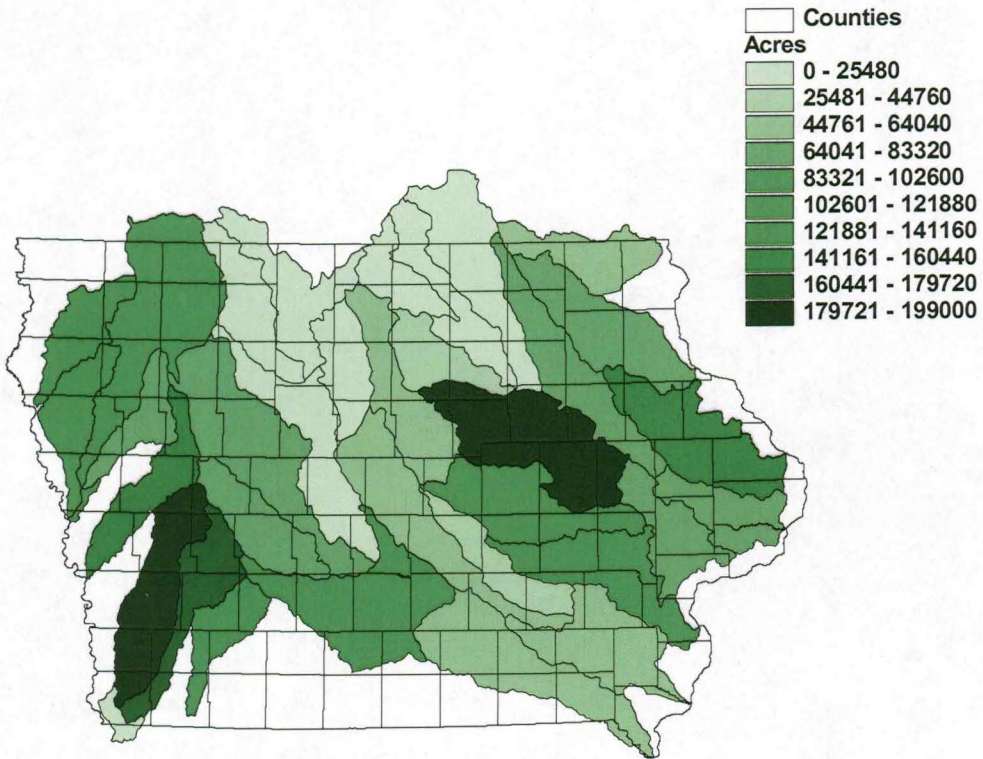 Counties
Acres
0 - 25480
25481 - 44760
44761 - 64040
64041 - 83320
83321 - 102600
102601 - 121880
121881 - 141160
141161 - 160440
160441 - 179720
179721 - 199000